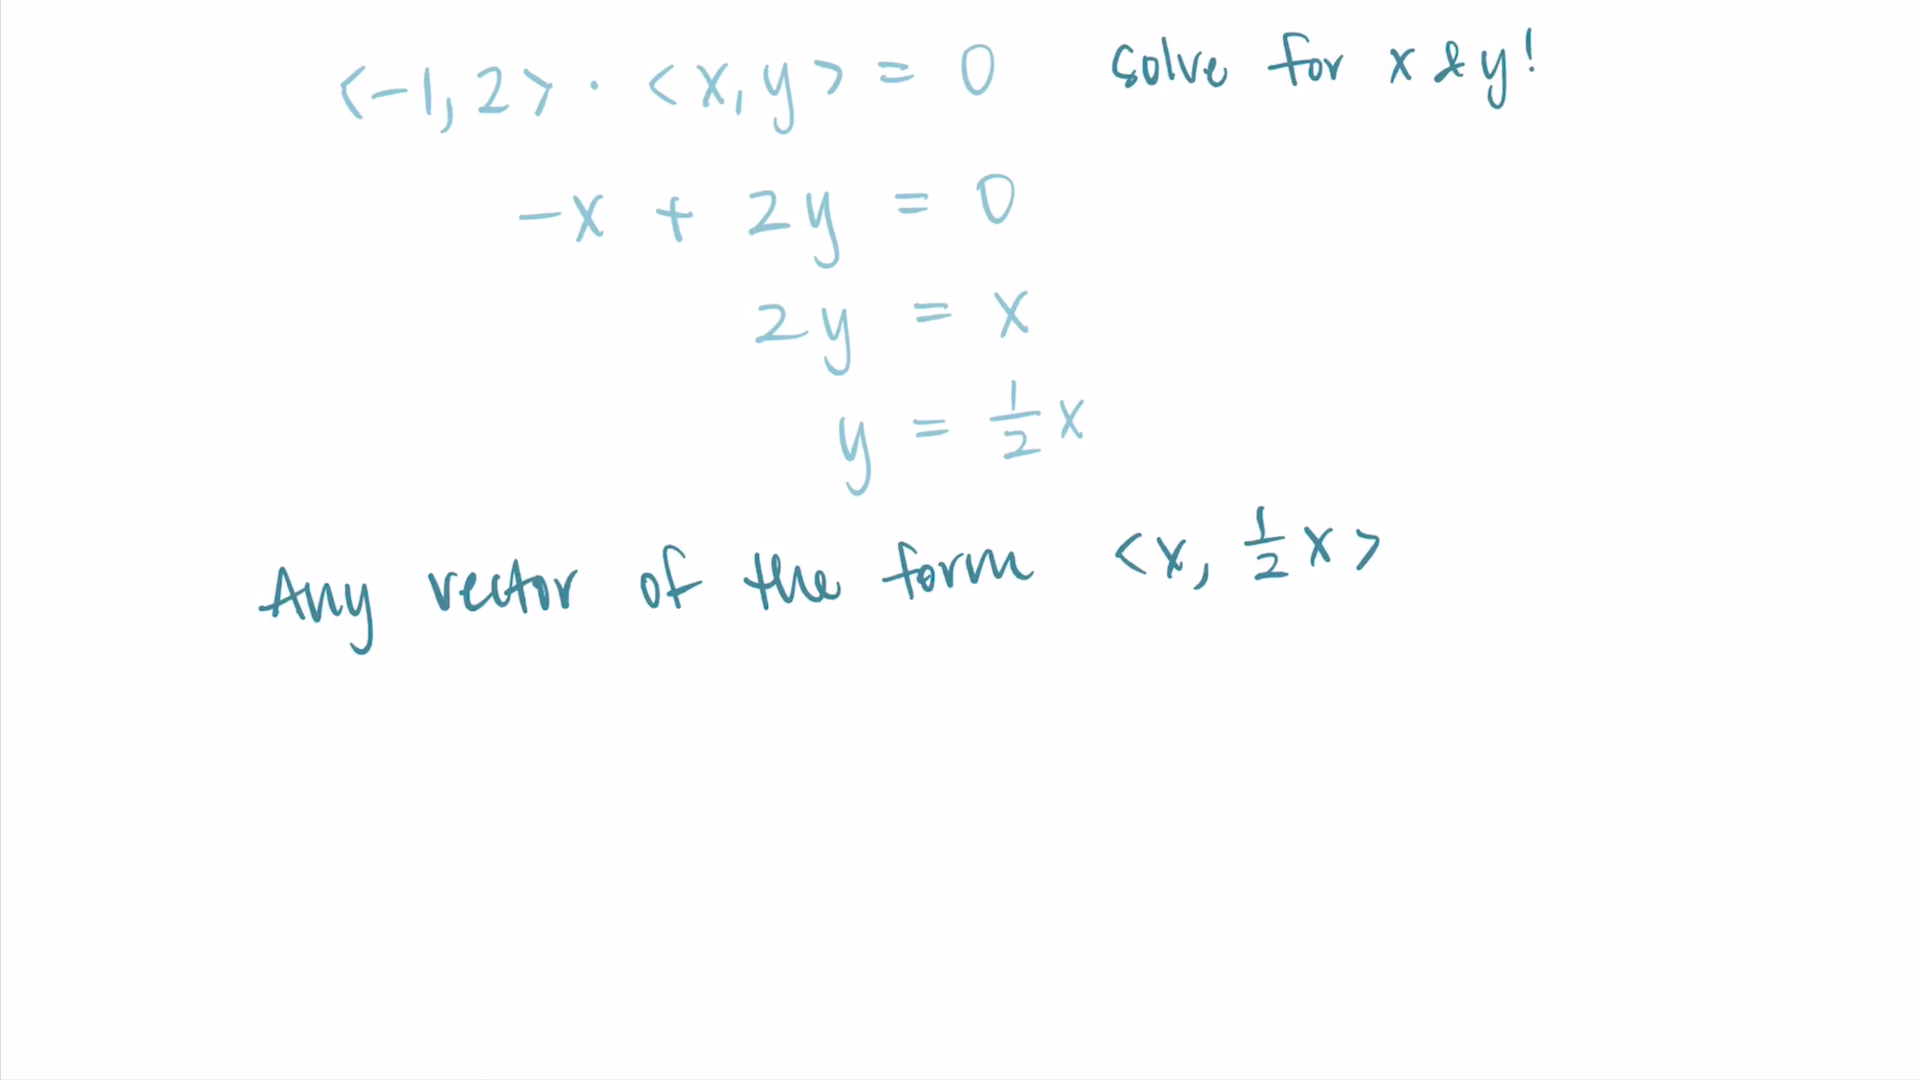 <-1, 2> · <x, y> = 0 solve for x & y!
-x + 2y = 0
2y = x
y = 1/2 x
Any vector of the form <x, 1/2 x>